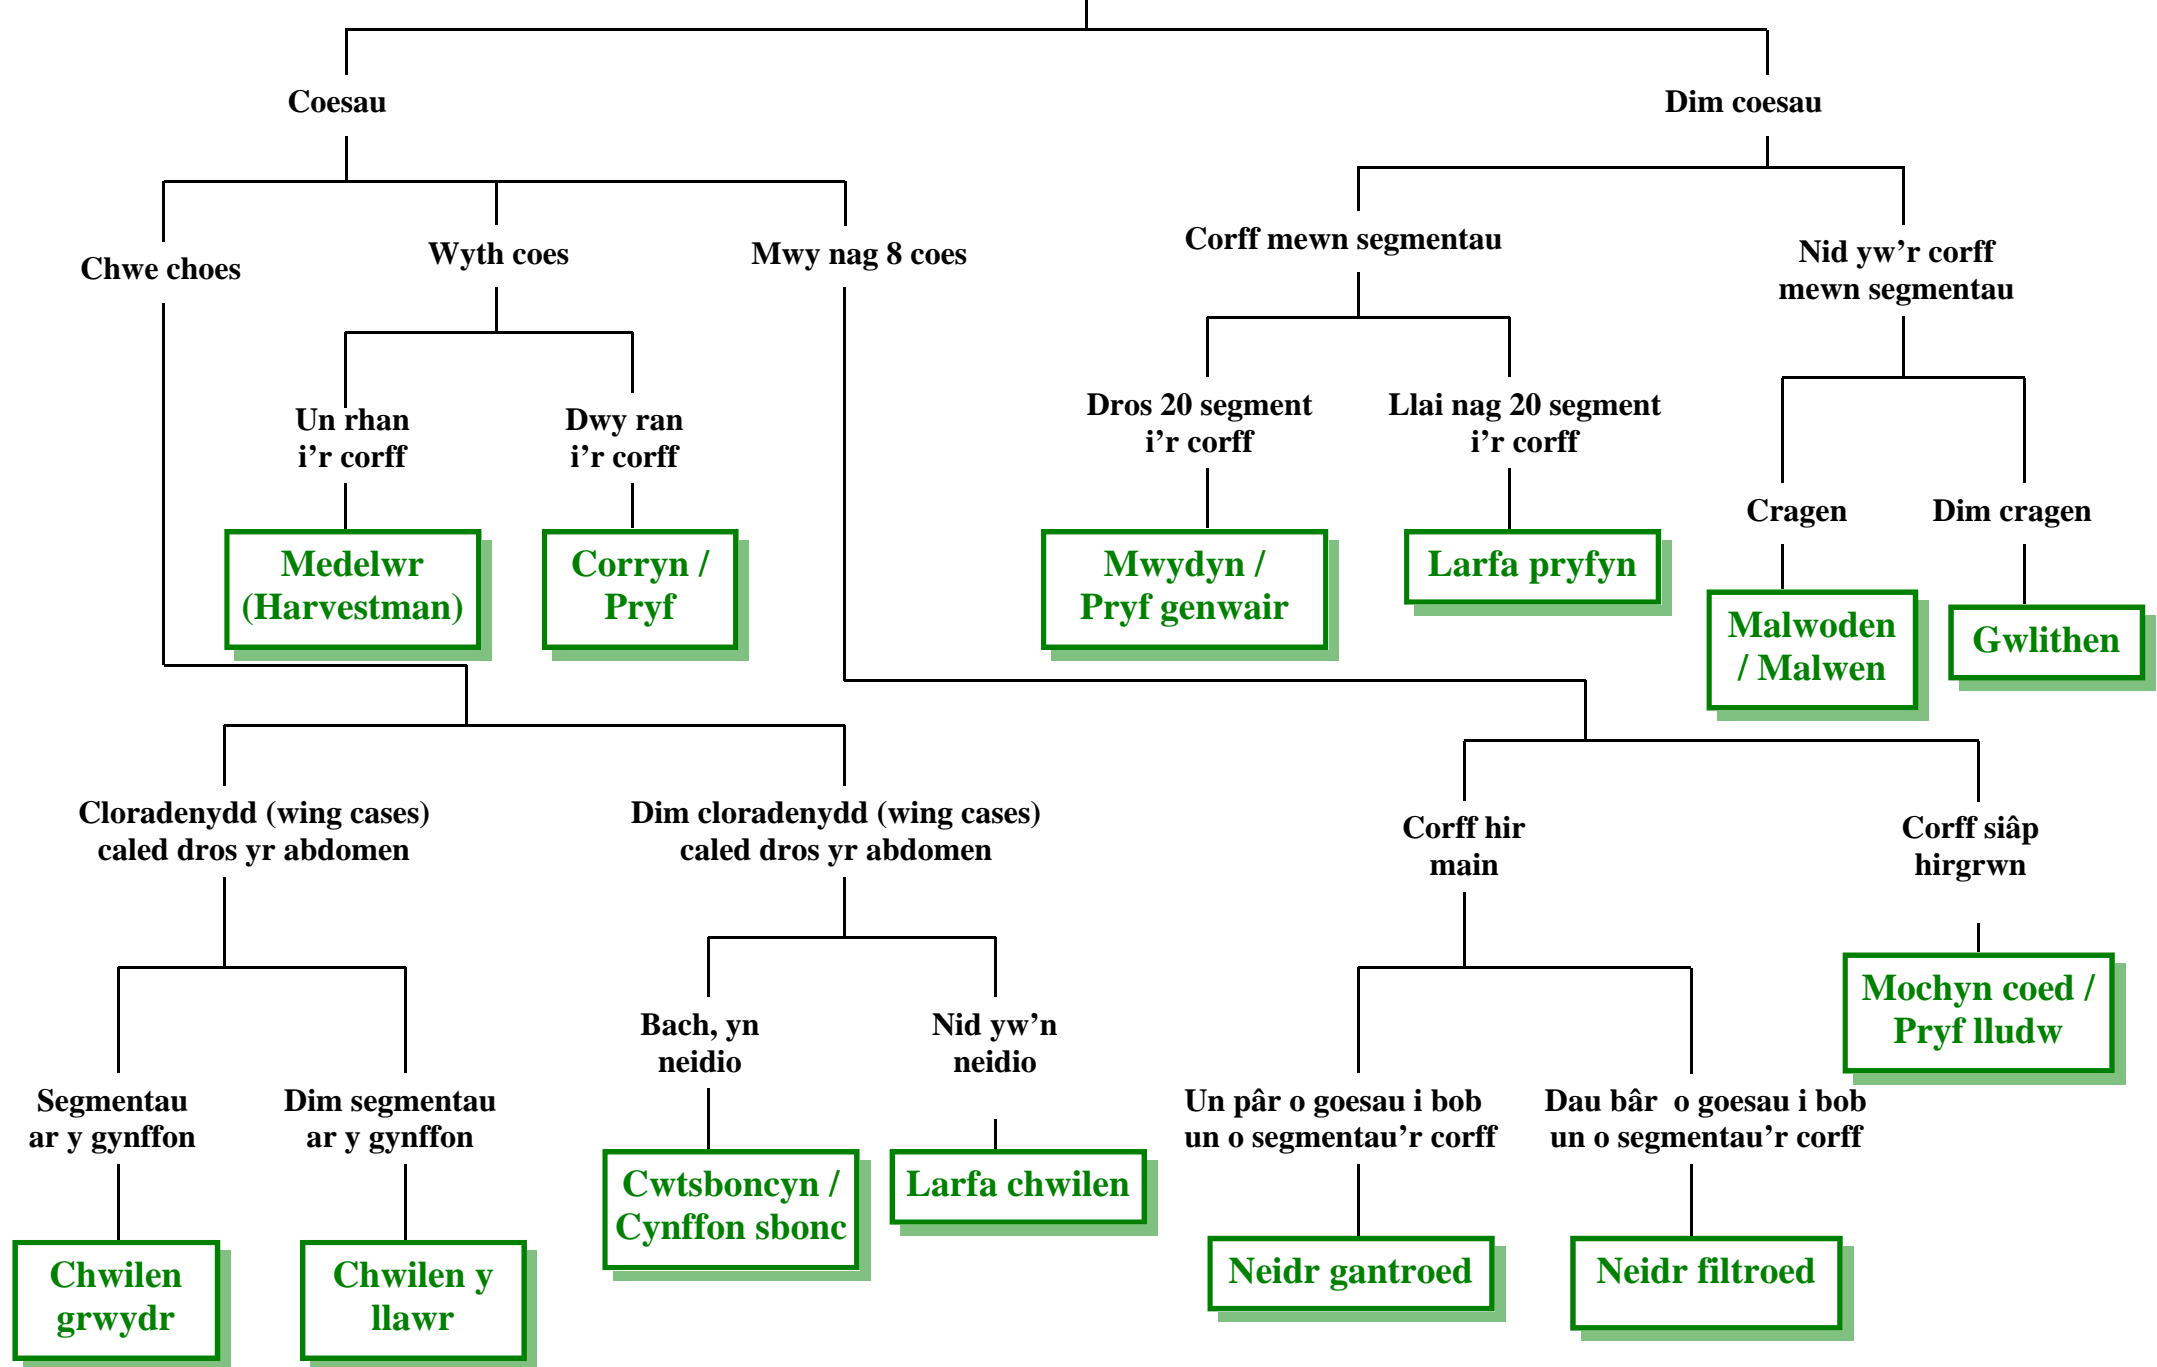 Coesau
Dim coesau
Chwe choes
Wyth coes
Mwy nag 8 coes
Corff mewn segmentau
Nid yw’r corff
mewn segmentau
Un rhan
i’r corff
Dwy ran
i’r corff
Dros 20 segment
i’r corff
Llai nag 20 segment
i’r corff
Cragen
Dim cragen
Medelwr
(Harvestman)
Corryn /
Pryf
Mwydyn /
Pryf genwair
Larfa pryfyn
Malwoden
/ Malwen
Gwlithen
Cloradenydd (wing cases)
caled dros yr abdomen
Dim cloradenydd (wing cases)
caled dros yr abdomen
Corff hir
main
Corff siâp
hirgrwn
Bach, yn
neidio
Nid yw’n
neidio
Mochyn coed /
Pryf lludw
Segmentau
ar y gynffon
Dim segmentau
ar y gynffon
Un pâr o goesau i bob
un o segmentau’r corff
Dau bâr o goesau i bob
un o segmentau’r corff
Cwtsboncyn /
Cynffon sbonc
Larfa chwilen
Chwilen
grwydr
Chwilen y
llawr
Neidr gantroed
Neidr filtroed